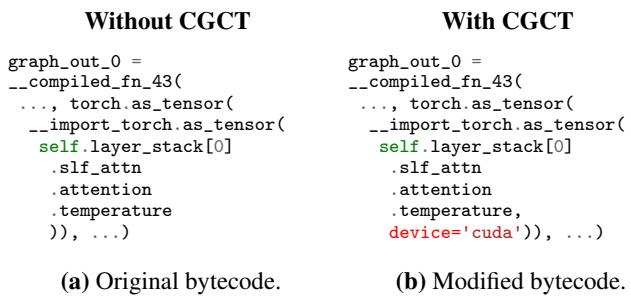 Without CGCT
graph_out_0 =
__compiled_fn_43(
..., torch.as_tensor(
__import_torch.as_tensor(
self.layer_stack[0]
.slf_attn
.attention
.temperature
)), ...)
(a) Original bytecode.
With CGCT
graph_out_0 =
__compiled_fn_43(
..., torch.as_tensor(
__import_torch.as_tensor(
self.layer_stack[0]
.slf_attn
.attention
.temperature,
device='cuda')), ...)
(b) Modified bytecode.